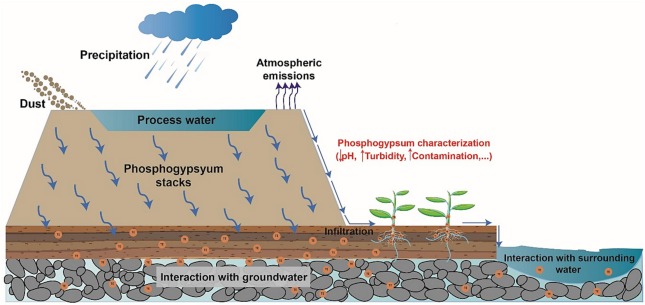 Precipitation
Atmospheric
emissions
Dust
Process water
Phosphogypsum characterization
(↓pH, ↑Turbidity, ↑Contamination,...)
Phosphogypsyum
stacks
Infiltration
Interaction with surrounding
water
Interaction with groundwater